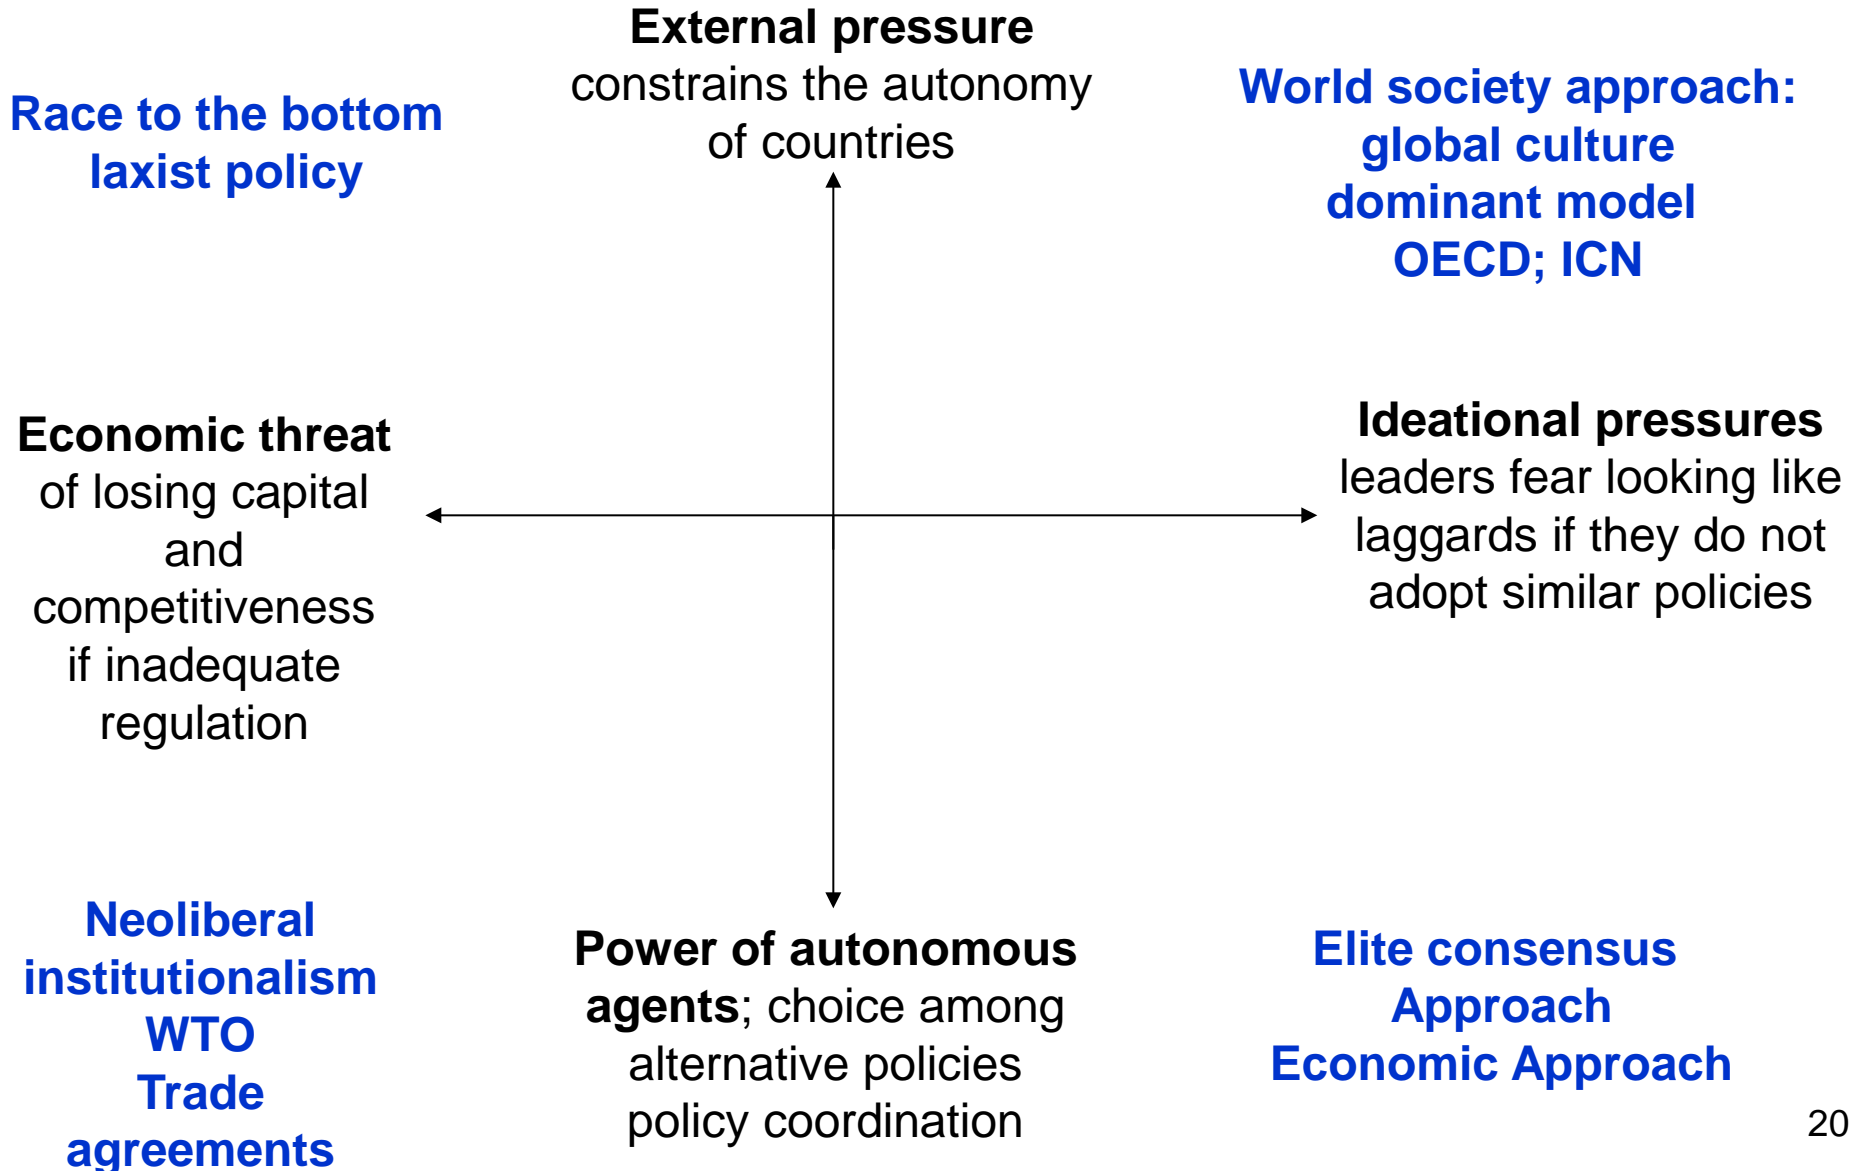 External pressure
constrains the autonomy
of countries
Race to the bottom
laxist policy
World society approach:
global culture
dominant model
OECD; ICN
Economic threat
of losing capital
and
competitiveness
if inadequate
regulation
Ideational pressures
leaders fear looking like
laggards if they do not
adopt similar policies
Neoliberal
institutionalism
WTO
Trade
agreements
Power of autonomous
agents; choice among
alternative policies
policy coordination
Elite consensus
Approach
Economic Approach
20